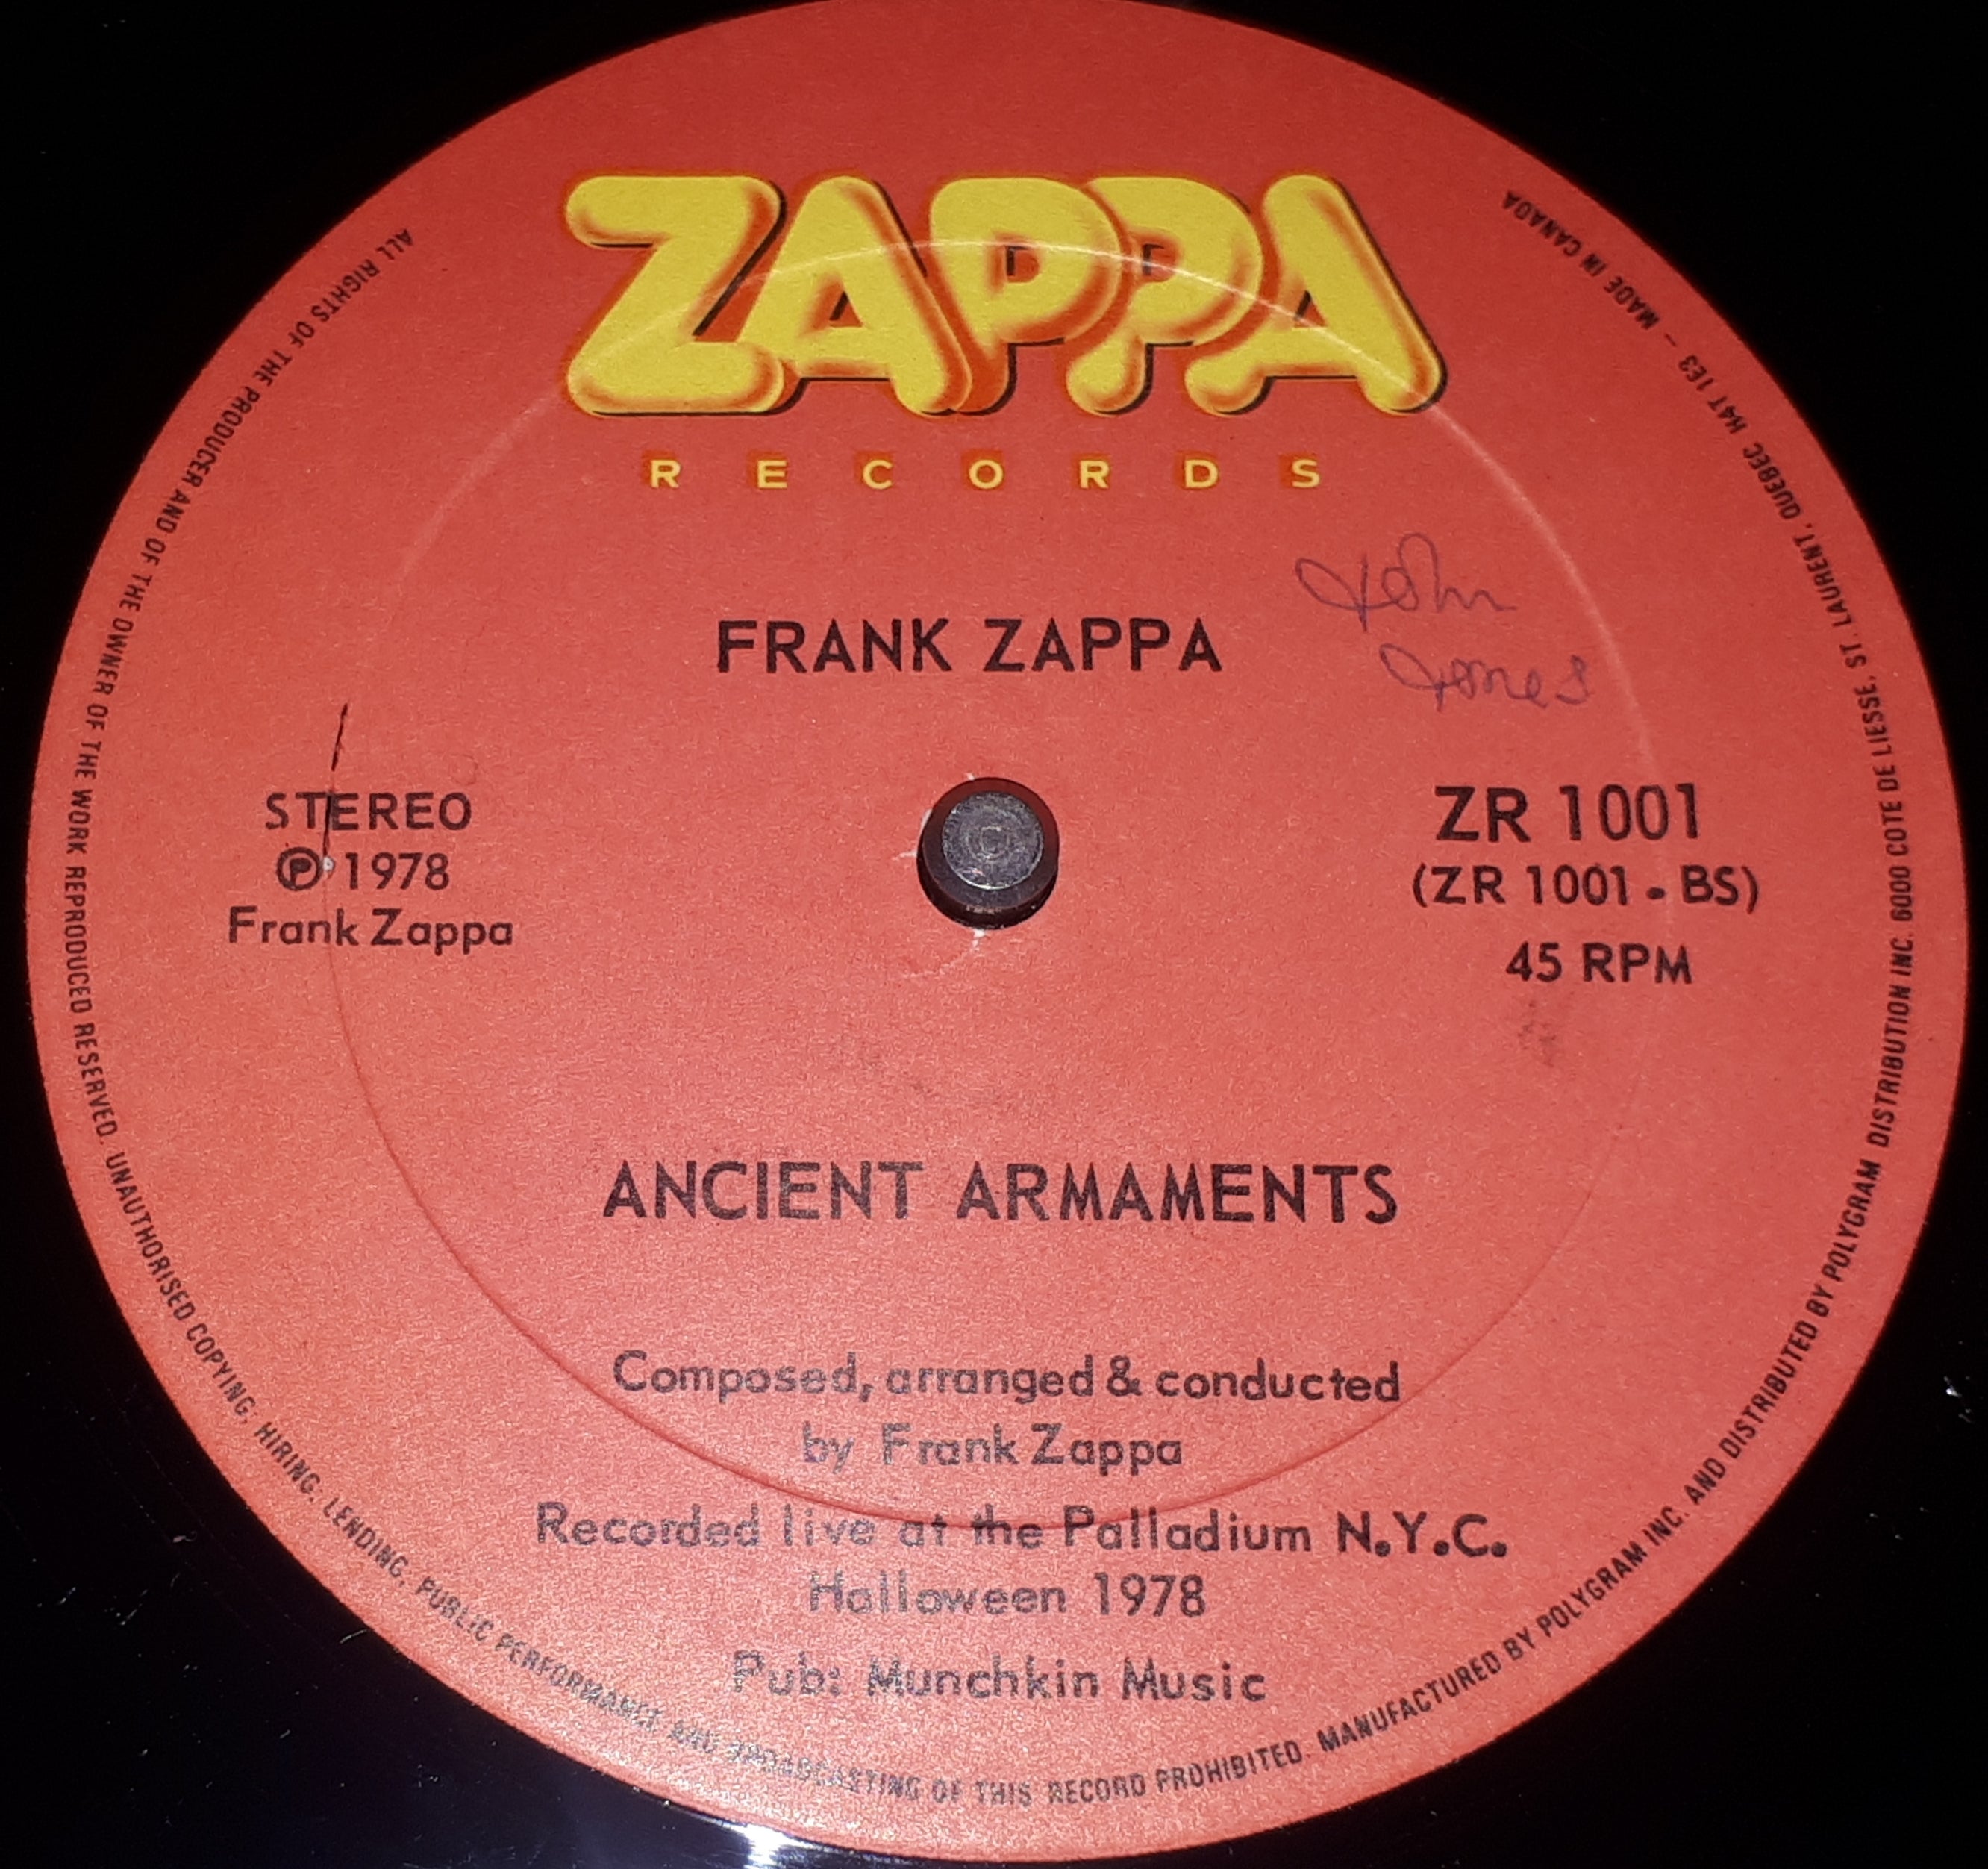 ZAPPA
RECORDS
FRANK ZAPPA
John
Jones
STEREO
Ⓟ 1978
Frank Zappa
ZR 1001
(ZR 1001 - BS)
45 RPM
ANCIENT ARMAMENTS
Composed, arranged & conducted
by Frank Zappa
Recorded live at the Palladium N.Y.C.
Halloween 1978
Pub: Munchkin Music
ALL RIGHTS OF THE PRODUCER AND OF THE OWNER OF THE WORK REPRODUCED RESERVED. UNAUTHORISED COPYING, HIRING, LENDING, PUBLIC PERFORMANCE AND BROADCASTING OF THIS RECORD PROHIBITED. MANUFACTURED BY POLYGRAM INC. AND DISTRIBUTED BY POLYGRAM DISTRIBUTION INC. 6000 COTE DE LIESSE, ST. LAURENT, QUEBEC H4T 1E3 – MADE IN CANADA